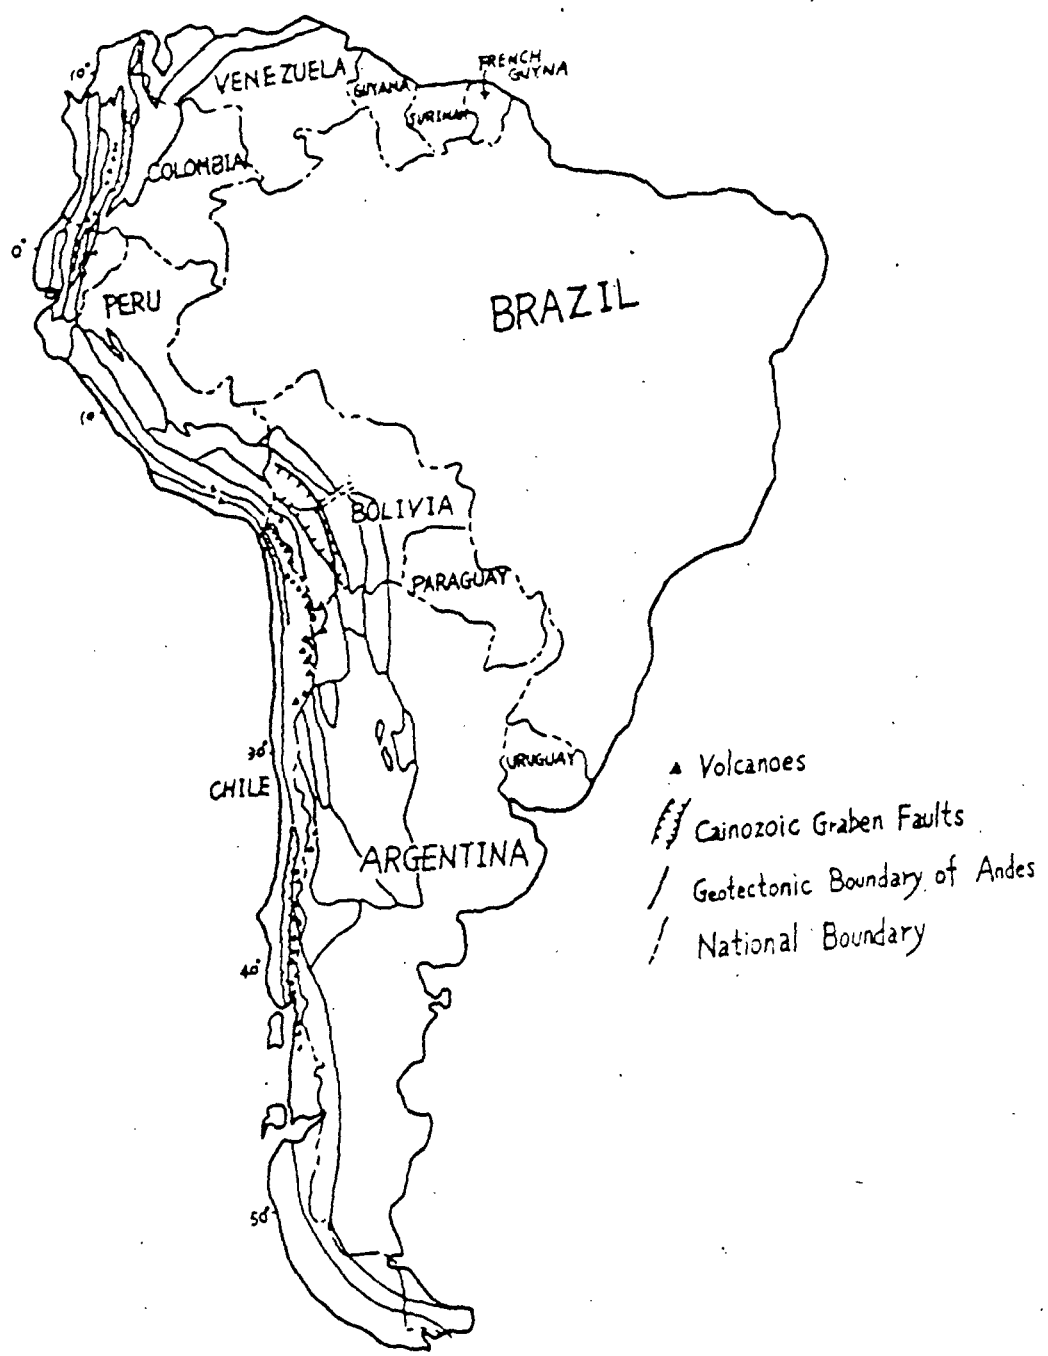 FRENCH
GUYNA
VENEZUELA
GUYANA
SURINAM
10°
COLOMBIA
0°
PERU
BRAZIL
10
BOLIVIA
PARAGUAY
30°
CHILE
URUGUAY
ARGENTINA
40°
50°
Volcanoes
Cainozoic Graben Faults
Geotectonic Boundary of Andes
National Boundary